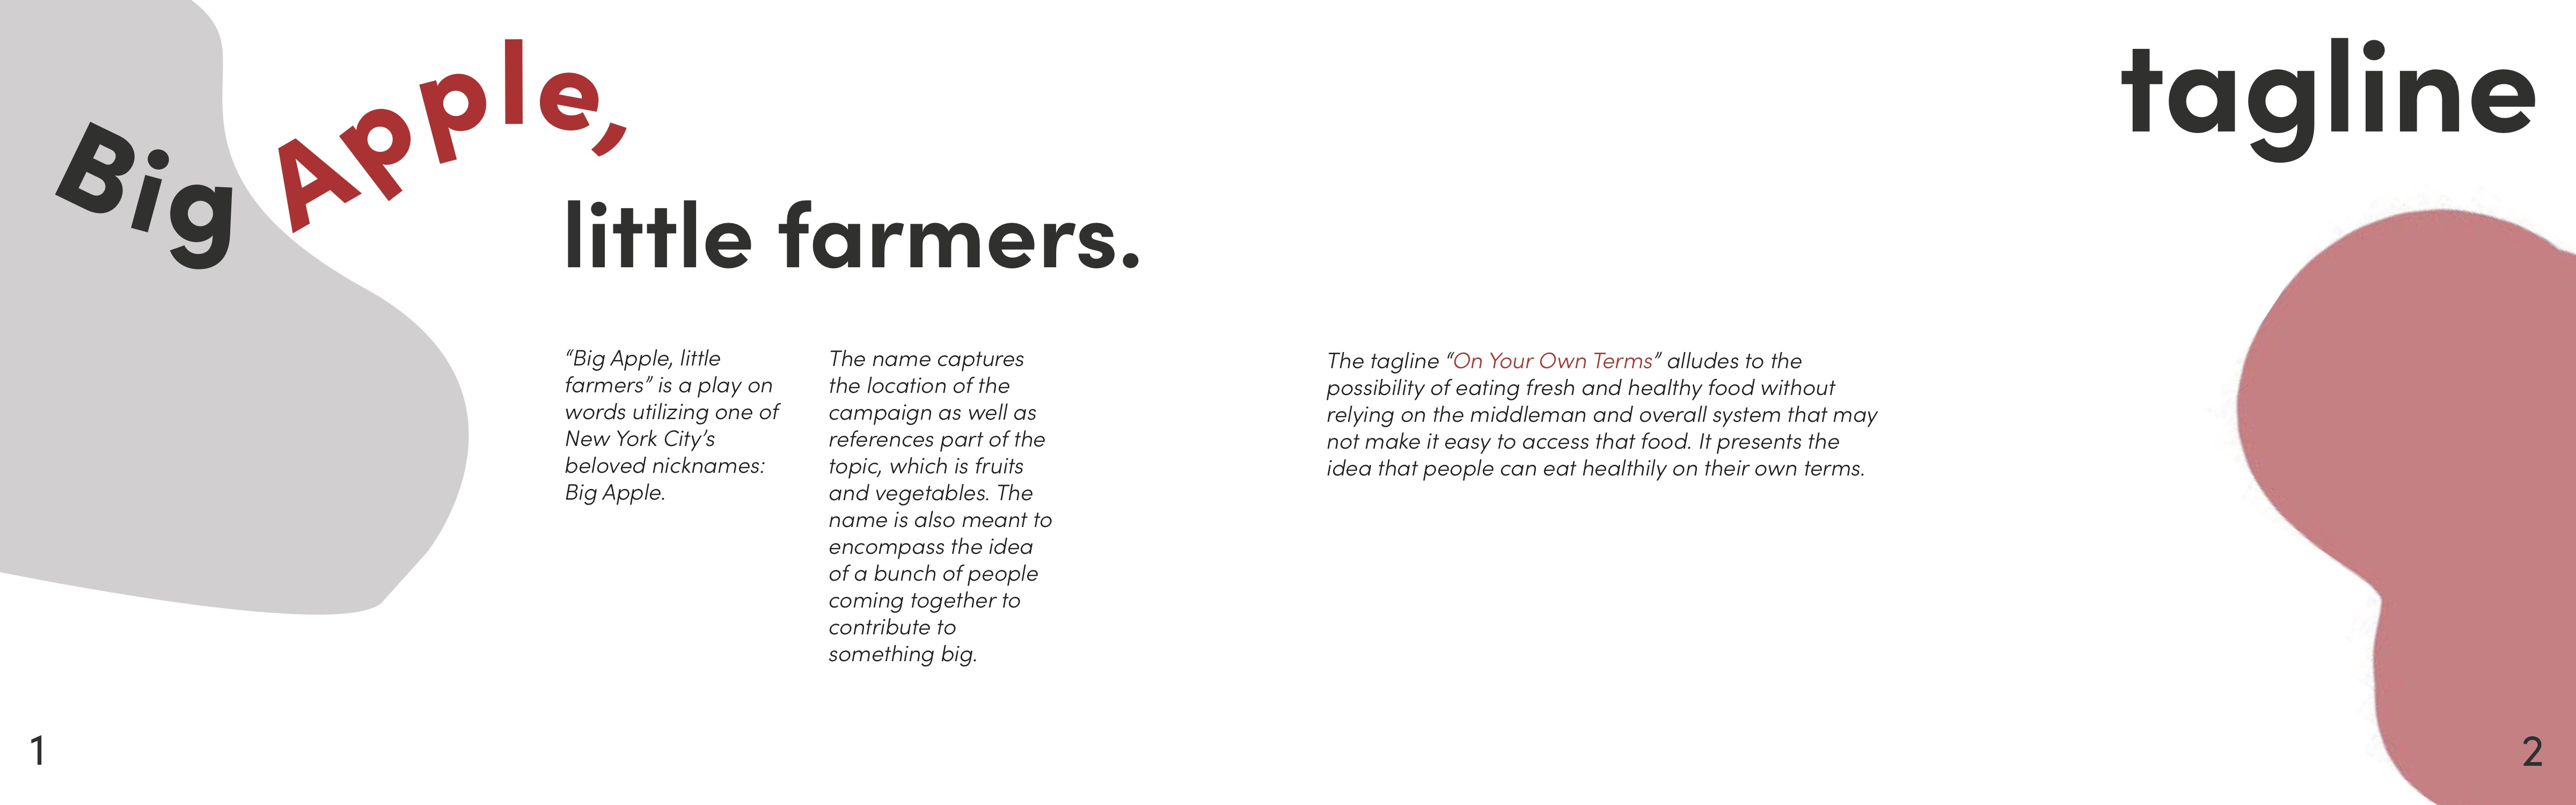 Big Apple,
little farmers.
“Big Apple, little
farmers” is a play on
words utilizing one of
New York City’s
beloved nicknames:
Big Apple.
The name captures
the location of the
campaign as well as
references part of the
topic, which is fruits
and vegetables. The
name is also meant to
encompass the idea
of a bunch of people
coming together to
contribute to
something big.
1
tagline
The tagline “On Your Own Terms” alludes to the
possibility of eating fresh and healthy food without
relying on the middleman and overall system that may
not make it easy to access that food. It presents the
idea that people can eat healthily on their own terms.
2